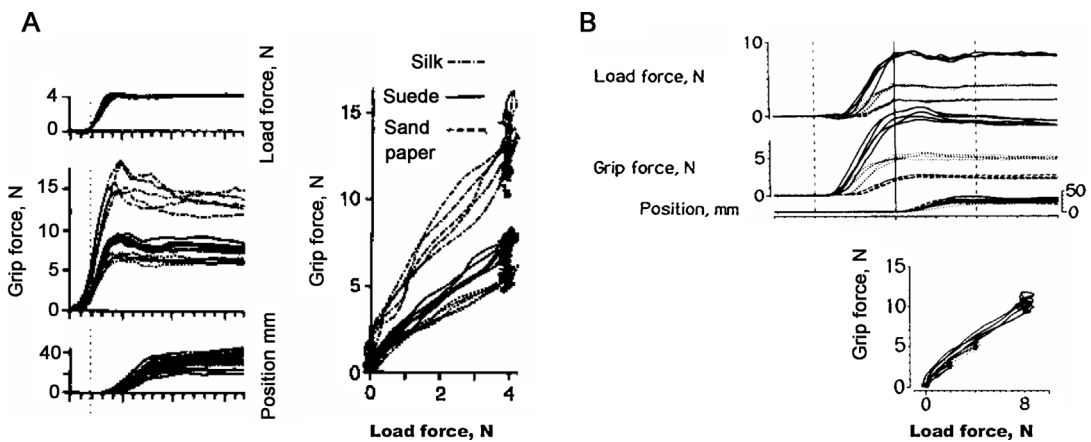 A
B
4
0
Load force, N
15
10
5
0
Grip force, N
40
20
0
Position mm
Silk
Suede
Sand
paper
15
10
5
0
Grip force, N
0
2
4
Load force, N
10
0
Load force, N
Grip force, N
5
0
Position, mm
50
0
15
10
5
0
Grip force, N
0
8
Load force, N